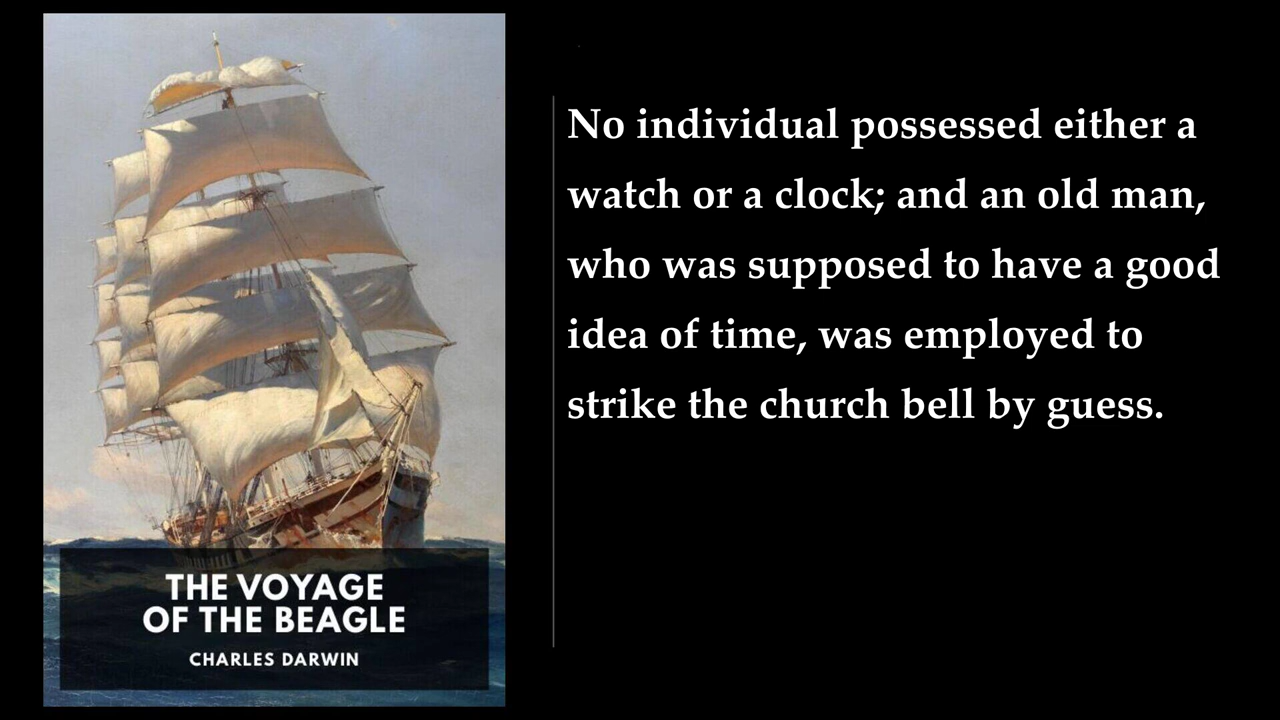 THE VOYAGE
OF THE BEAGLE
CHARLES DARWIN
No individual possessed either a
watch or a clock; and an old man,
who was supposed to have a good
idea of time, was employed to
strike the church bell by guess.